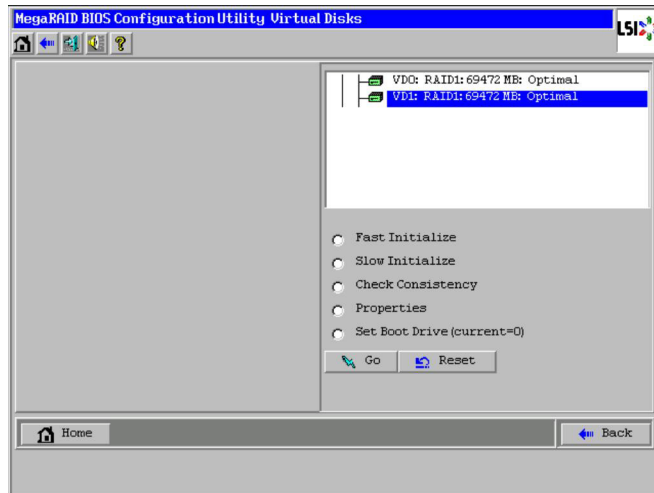 MegaRAID BIOS Configuration Utility Virtual Disks
LSI
VD0: RAID1: 69472 MB: Optimal
VD1: RAID1: 69472 MB: Optimal
Fast Initialize
Slow Initialize
Check Consistency
Properties
Set Boot Drive (current=0)
Go Reset
Home Back